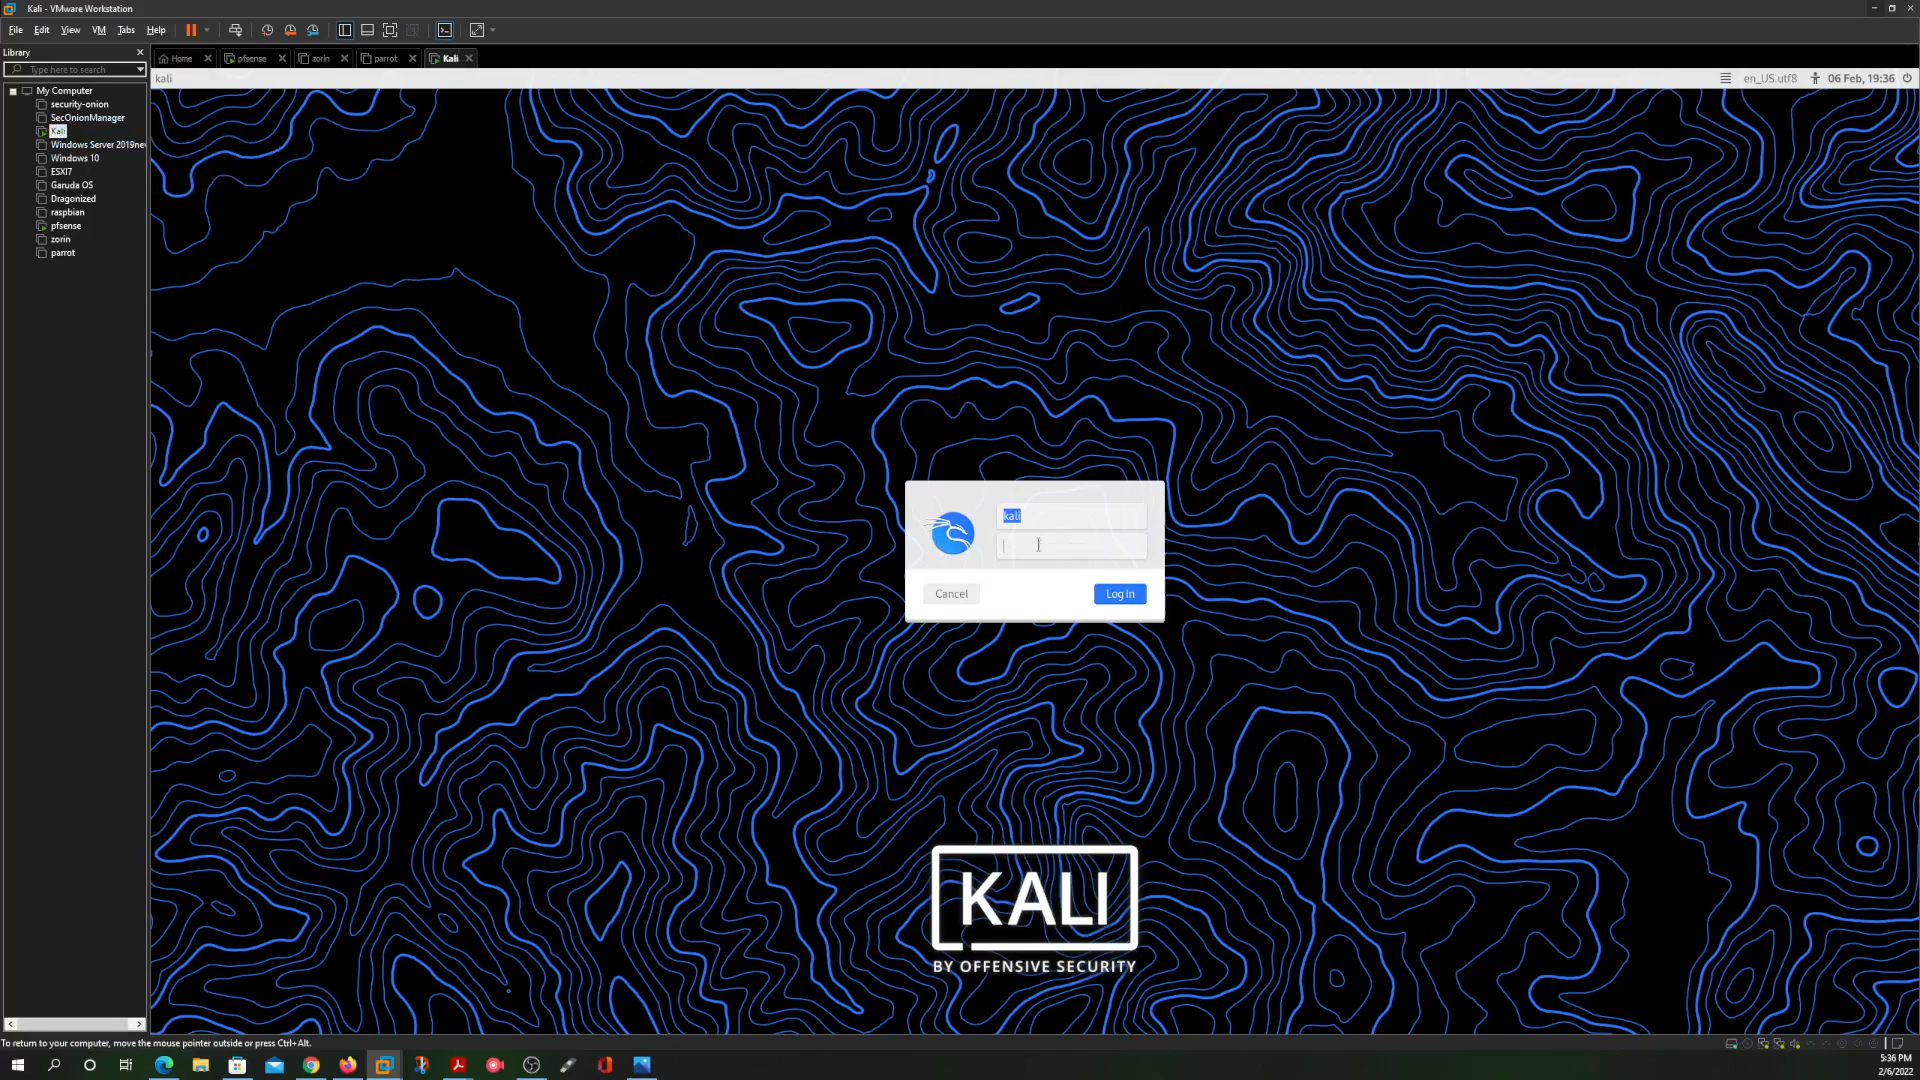 Kali - VMware Workstation
File Edit View VM Tabs Help
Library
Type here to search
Home pfsense zorin parrot Kali
kali en_US.utf8 06 Feb, 19:36
My Computer
security-onion
SecOnionManager
Kali
Windows Server 2019new
Windows 10
ESXI7
Garuda OS
Dragonized
raspbian
pfsense
zorin
parrot
kali
Cancel Log In
KALI
BY OFFENSIVE SECURITY
To return to your computer, move the mouse pointer outside or press Ctrl+Alt.
5:36 PM
2/6/2022